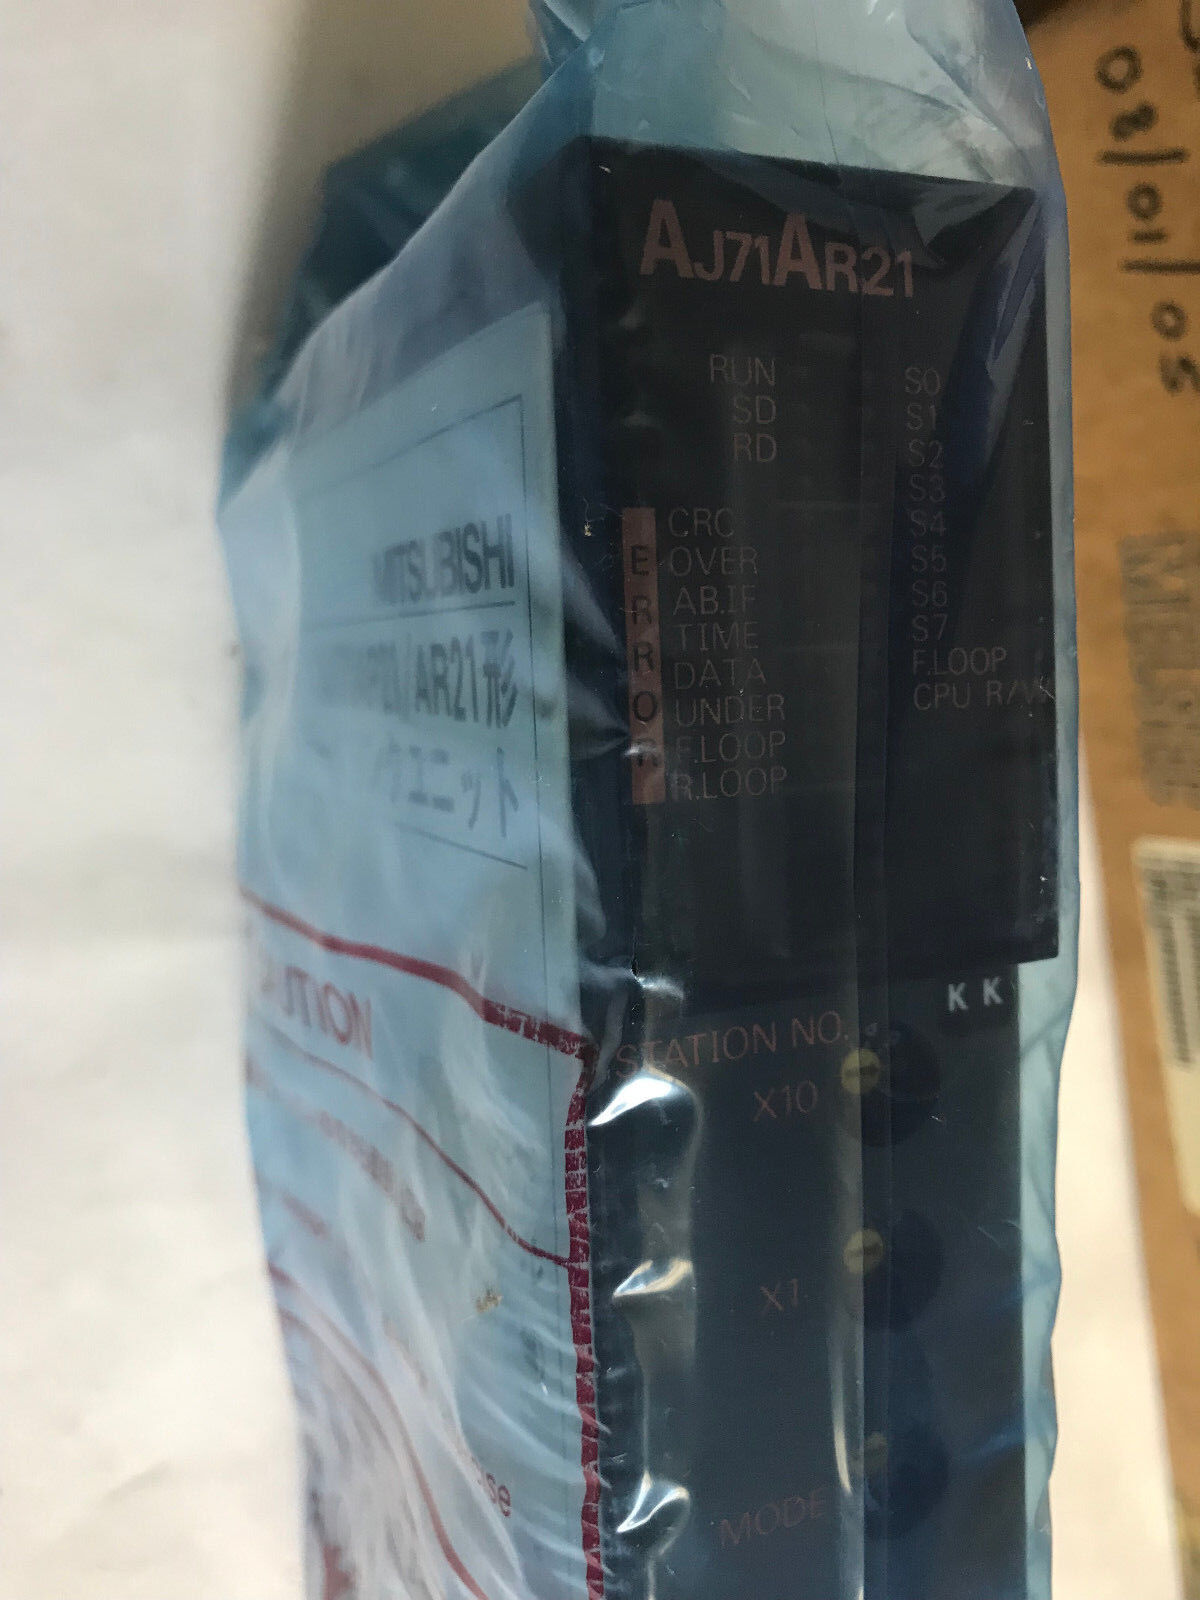 AJ71AR21
RUN
SD
RD
S0
S1
S2
S3
S4
S5
S6
S7
F.LOOP
CPU R/W
ERROR
CRC
OVER
AB.IF
TIME
DATA
UNDER
F.LOOP
R.LOOP
KK
STATION NO.
X10
X1
MODE
MITSUBISHI
/AR21形
ユニット